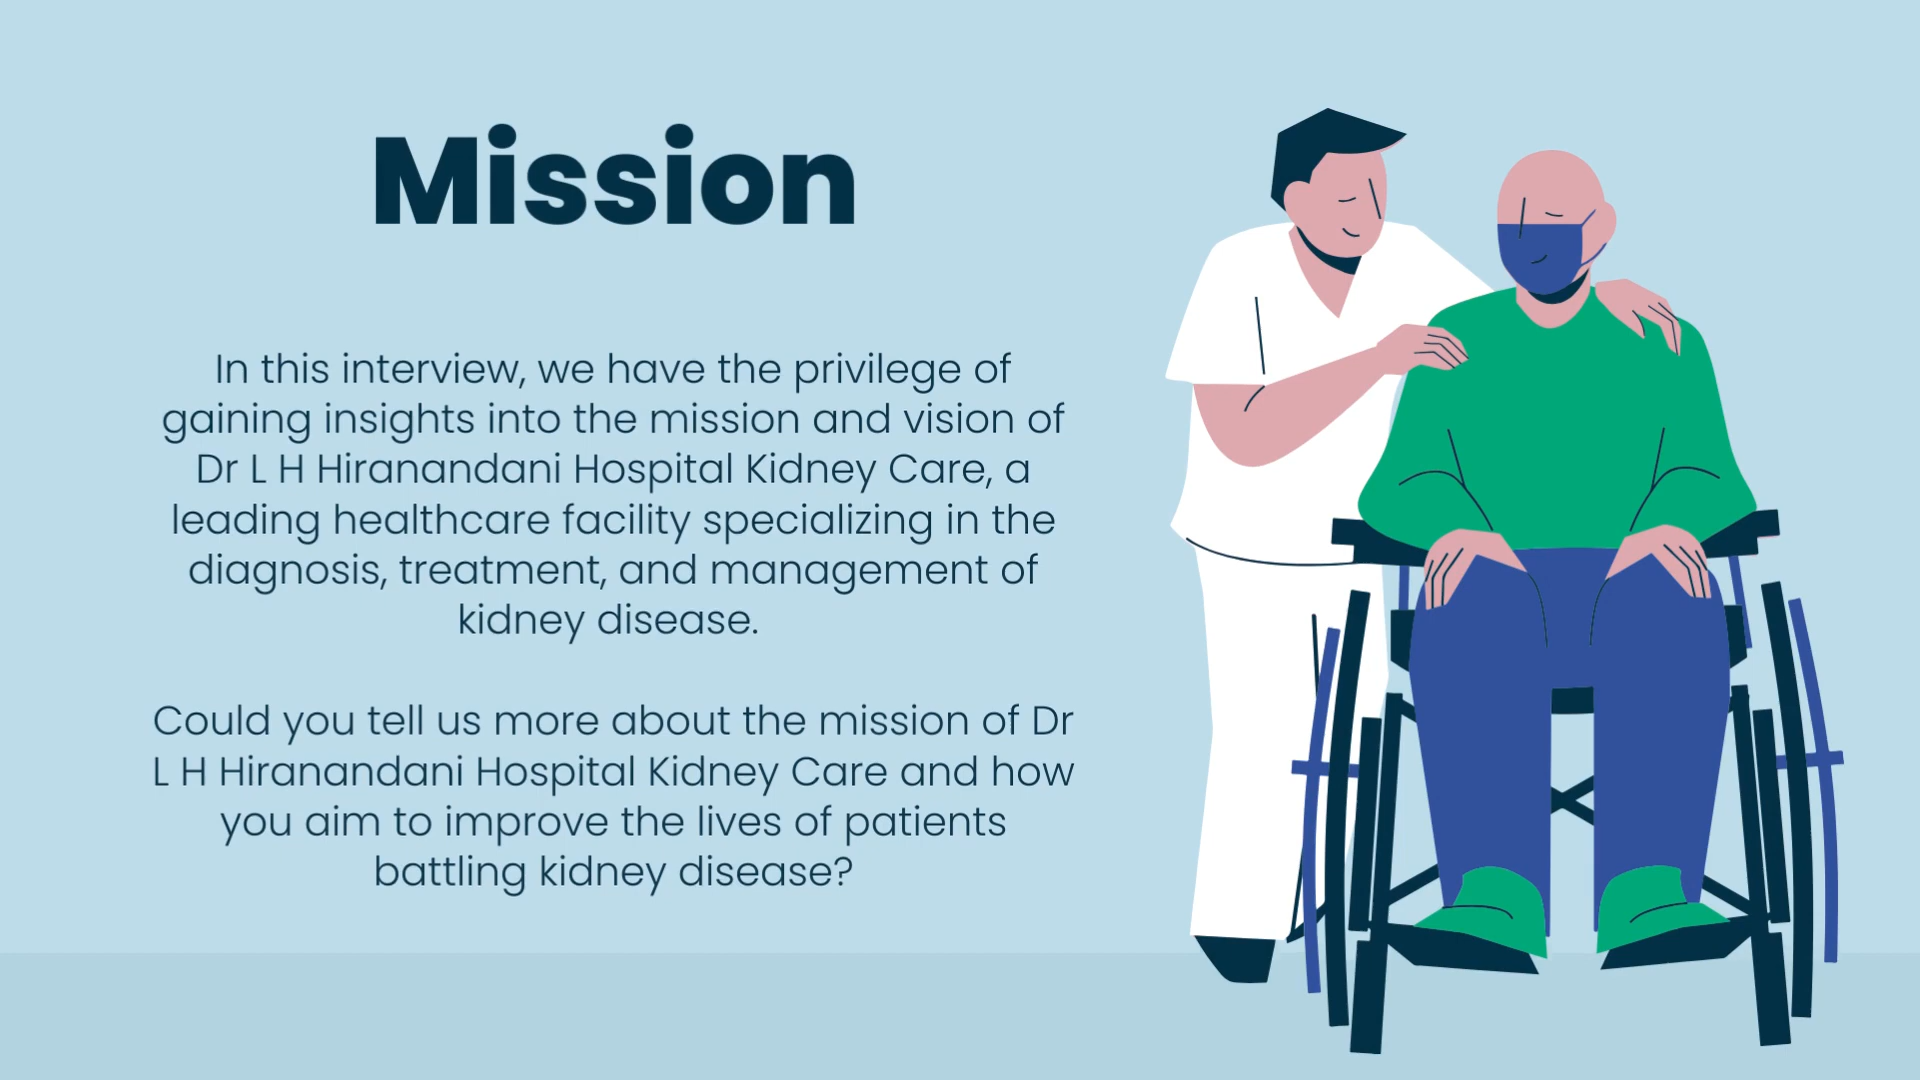 Mission
In this interview, we have the privilege of
gaining insights into the mission and vision of
Dr L H Hiranandani Hospital Kidney Care, a
leading healthcare facility specializing in the
diagnosis, treatment, and management of
kidney disease.
Could you tell us more about the mission of Dr
L H Hiranandani Hospital Kidney Care and how
you aim to improve the lives of patients
battling kidney disease?